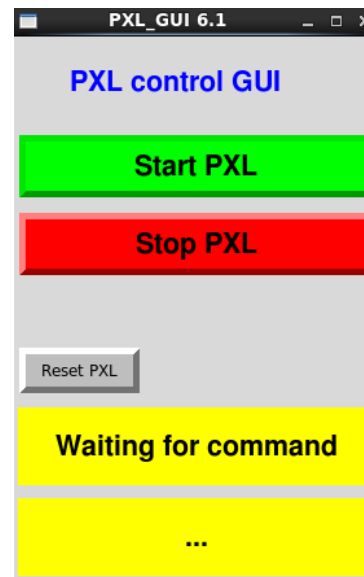 PXL_GUI 6.1
PXL control GUI
Start PXL
Stop PXL
Reset PXL
Waiting for command
...